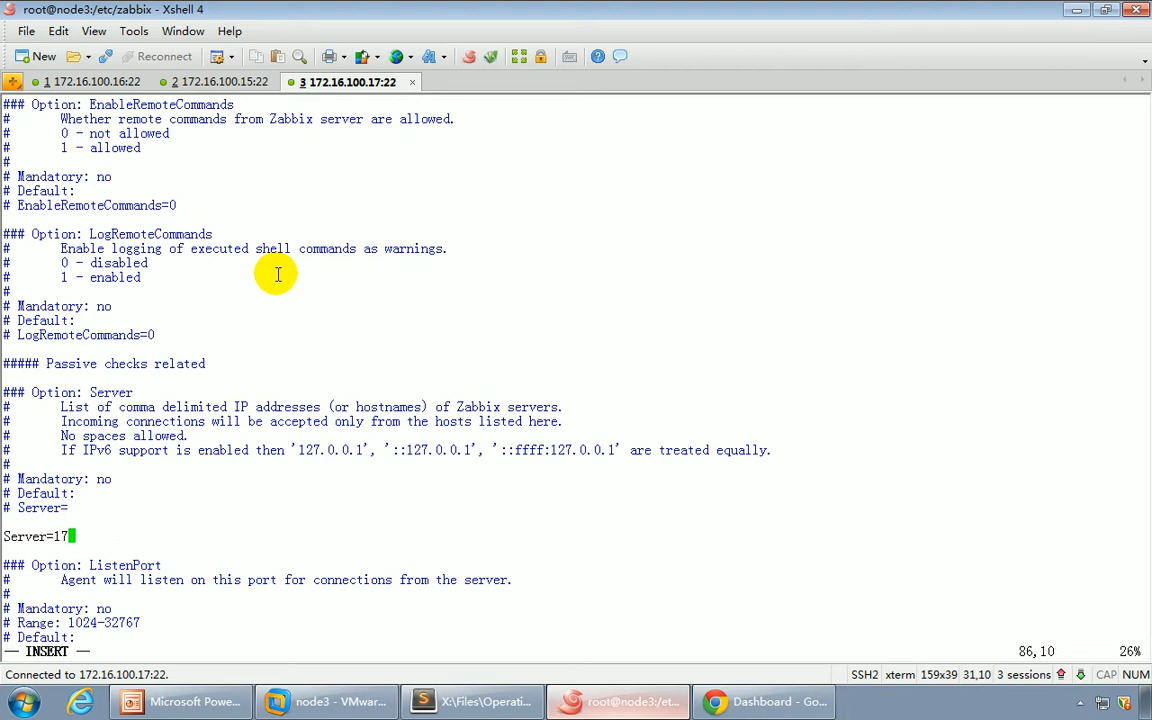 root@node3:/etc/zabbix - Xshell 4
File Edit View Tools Window Help
New Reconnect
1 172.16.100.16:22 2 172.16.100.15:22 3 172.16.100.17:22 ×
### Option: EnableRemoteCommands
# Whether remote commands from Zabbix server are allowed.
# 0 - not allowed
# 1 - allowed
#
# Mandatory: no
# Default:
# EnableRemoteCommands=0
### Option: LogRemoteCommands
# Enable logging of executed shell commands as warnings.
# 0 - disabled
# 1 - enabled
#
# Mandatory: no
# Default:
# LogRemoteCommands=0
##### Passive checks related
### Option: Server
# List of comma delimited IP addresses (or hostnames) of Zabbix servers.
# Incoming connections will be accepted only from the hosts listed here.
# No spaces allowed.
# If IPv6 support is enabled then '127.0.0.1', '::127.0.0.1', '::ffff:127.0.0.1' are treated equally.
#
# Mandatory: no
# Default:
# Server=
Server=17
### Option: ListenPort
# Agent will listen on this port for connections from the server.
#
# Mandatory: no
# Range: 1024-32767
# Default:
-- INSERT -- 86,10 26%
Connected to 172.16.100.17:22. SSH2 xterm 159x39 31,10 3 sessions CAP NUM
Microsoft Powe... node3 - VMwar... X:\Files\Operati... root@node3:/et... Dashboard - Go...